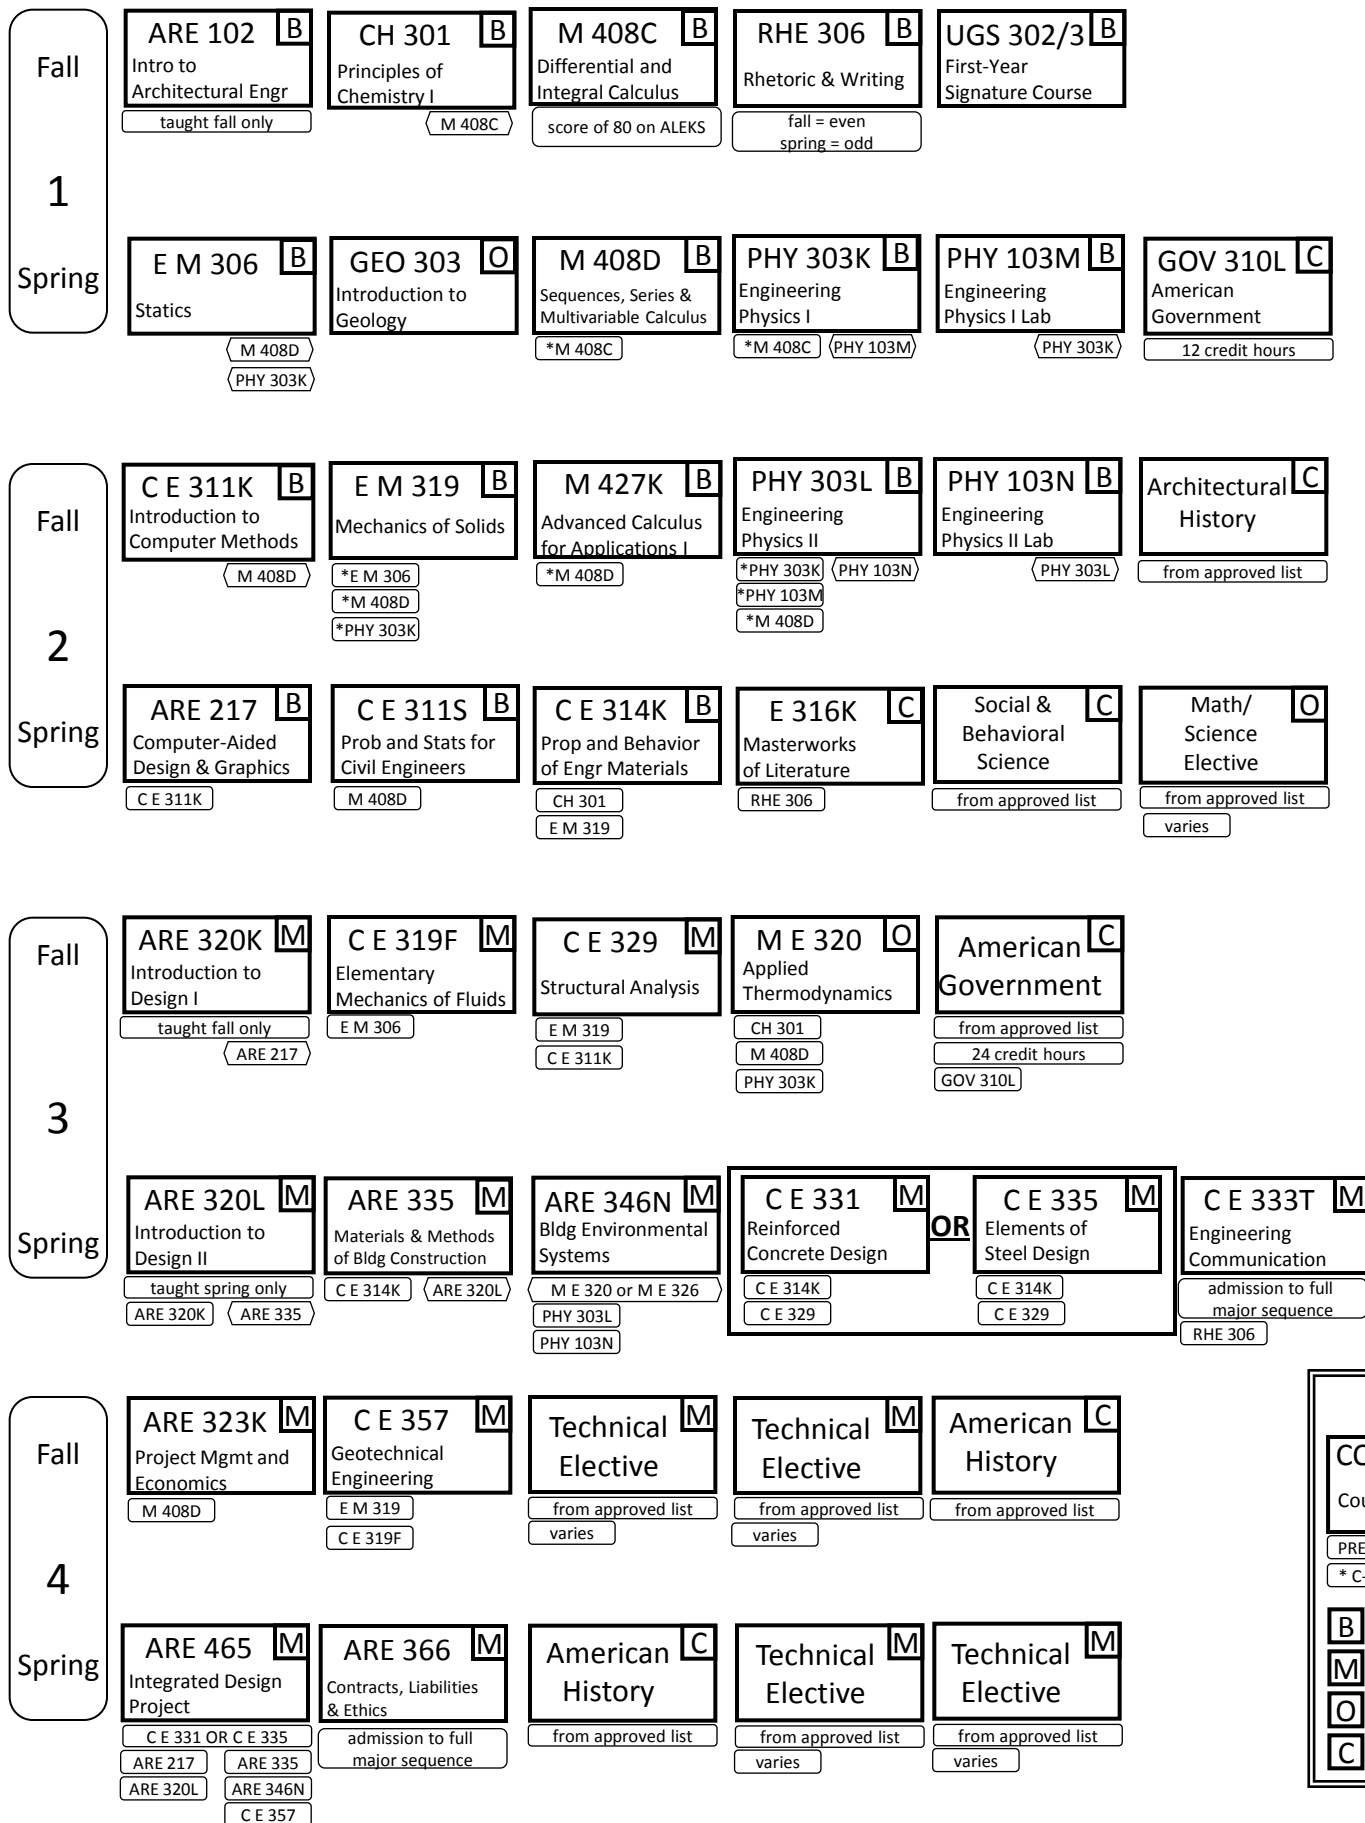 Fall
1
Spring
ARE 102 B
Intro to
Architectural Engr
taught fall only
CH 301 B
Principles of
Chemistry I
M 408C
M 408C B
Differential and
Integral Calculus
score of 80 on ALEKS
RHE 306 B
Rhetoric & Writing
fall = even
spring = odd
UGS 302/3 B
First-Year
Signature Course
E M 306 B
Statics
M 408D
PHY 303K
GEO 303 O
Introduction to
Geology
M 408D B
Sequences, Series &
Multivariable Calculus
*M 408C
PHY 303K B
Engineering
Physics I
*M 408C PHY 103M
PHY 103M B
Engineering
Physics I Lab
PHY 303K
GOV 310L C
American
Government
12 credit hours
Fall
2
Spring
C E 311K B
Introduction to
Computer Methods
M 408D
E M 319 B
Mechanics of Solids
*E M 306
*M 408D
*PHY 303K
M 427K B
Advanced Calculus
for Applications I
*M 408D
PHY 303L B
Engineering
Physics II
*PHY 303K PHY 103N
*PHY 103M
*M 408D
PHY 103N B
Engineering
Physics II Lab
PHY 303L
Architectural C
History
from approved list
ARE 217 B
Computer-Aided
Design & Graphics
C E 311K
C E 311S B
Prob and Stats for
Civil Engineers
M 408D
C E 314K B
Prop and Behavior
of Engr Materials
CH 301
E M 319
E 316K C
Masterworks
of Literature
RHE 306
Social & C
Behavioral
Science
from approved list
Math/ O
Science
Elective
from approved list
varies
Fall
3
Spring
ARE 320K M
Introduction to
Design I
taught fall only
ARE 217
C E 319F M
Elementary
Mechanics of Fluids
E M 306
C E 329 M
Structural Analysis
E M 319
C E 311K
M E 320 O
Applied
Thermodynamics
CH 301
M 408D
PHY 303K
American C
Government
from approved list
24 credit hours
GOV 310L
ARE 320L M
Introduction to
Design II
taught spring only
ARE 320K ARE 335
ARE 335 M
Materials & Methods
of Bldg Construction
C E 314K ARE 320L
ARE 346N M
Bldg Environmental
Systems
M E 320 or M E 326
PHY 303L
PHY 103N
C E 331 M
Reinforced
Concrete Design
C E 314K
C E 329
OR
C E 335 M
Elements of
Steel Design
C E 314K
C E 329
C E 333T M
Engineering
Communication
admission to full
major sequence
RHE 306
Fall
4
Spring
ARE 323K M
Project Mgmt and
Economics
M 408D
C E 357 M
Geotechnical
Engineering
E M 319
C E 319F
Technical M
Elective
from approved list
varies
Technical M
Elective
from approved list
varies
American C
History
from approved list
ARE 465 M
Integrated Design
Project
C E 331 OR C E 335
ARE 217 ARE 335
ARE 320L ARE 346N
C E 357
ARE 366 M
Contracts, Liabilities
& Ethics
admission to full
major sequence
American C
History
from approved list
Technical M
Elective
from approved list
varies
Technical M
Elective
from approved list
varies
PRE
* C-
B
M
O
C